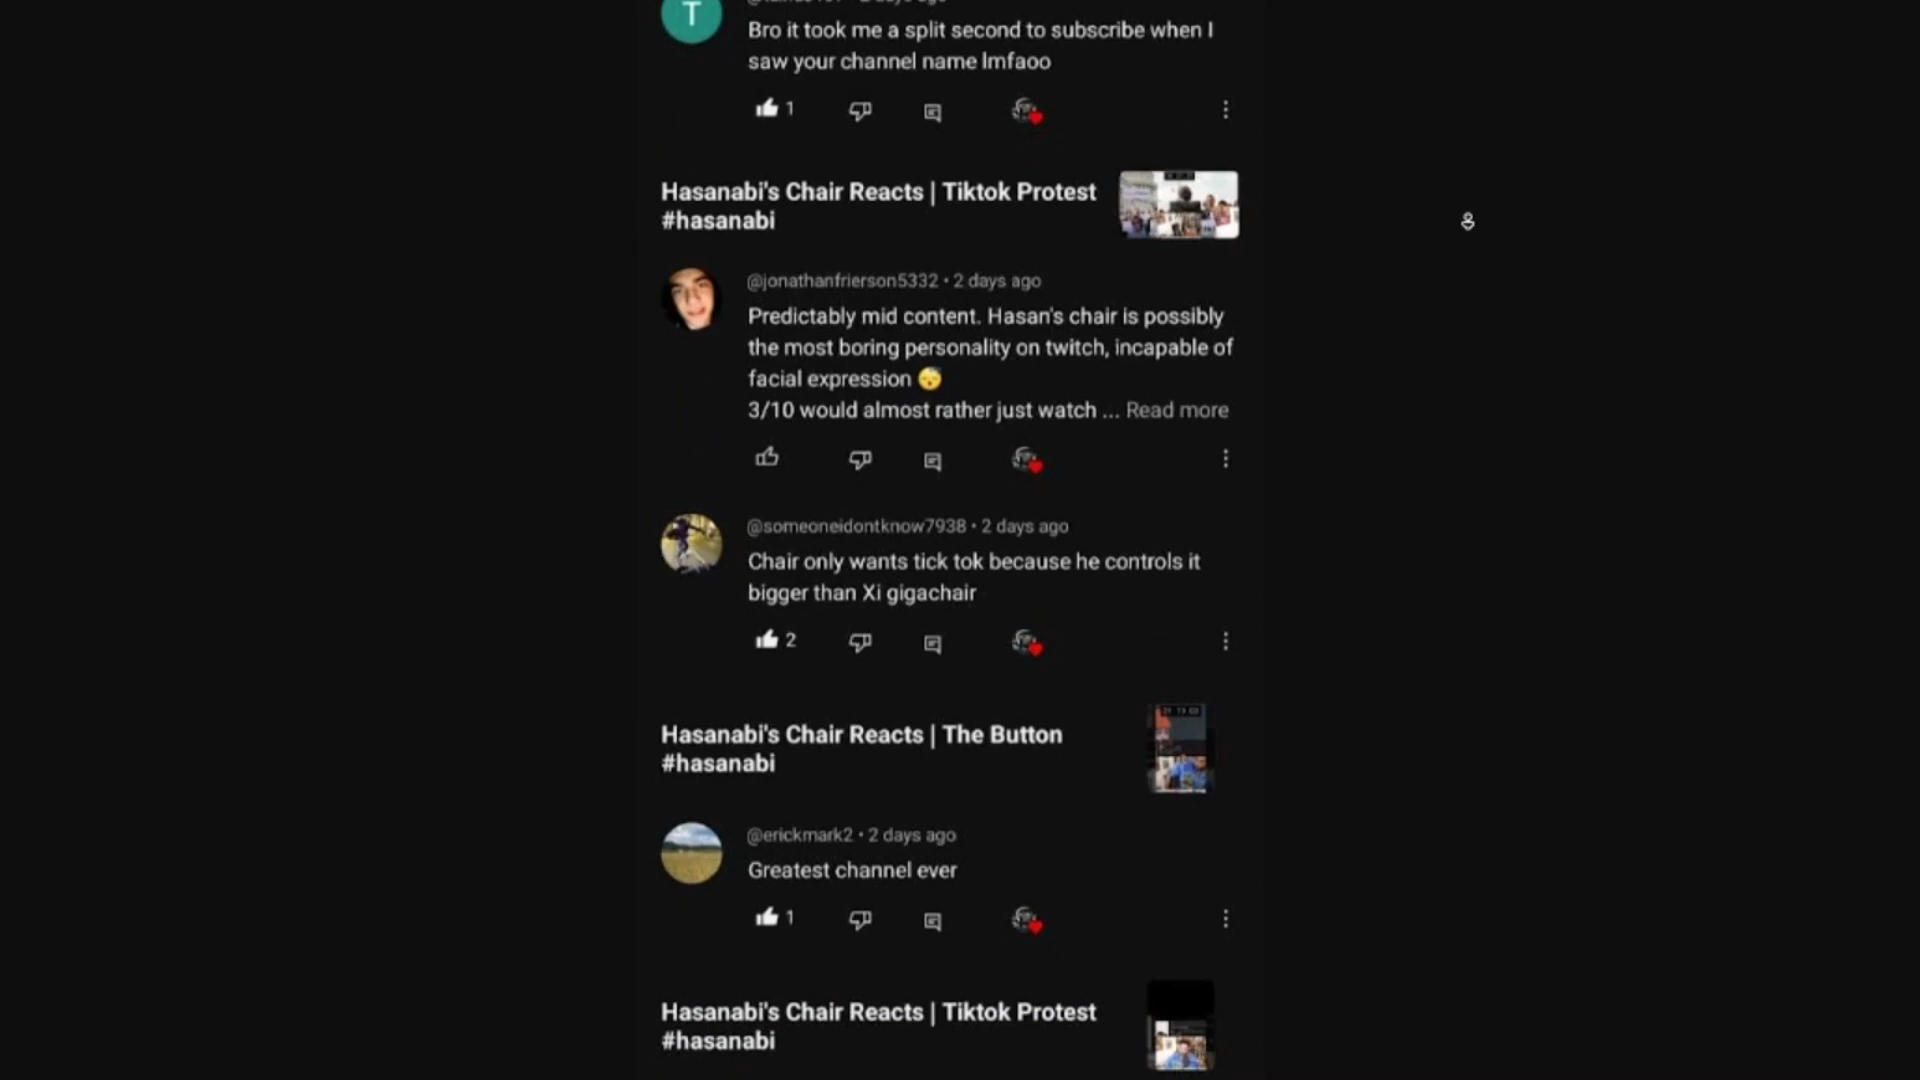 Bro it took me a split second to subscribe when I
saw your channel name lmfaoo
1
Hasanabi's Chair Reacts | Tiktok Protest
#hasanabi
@jonathanfrierson5332 • 2 days ago
Predictably mid content. Hasan's chair is possibly
the most boring personality on twitch, incapable of
facial expression 😴
3/10 would almost rather just watch ... Read more
@someoneidontknow7938 • 2 days ago
Chair only wants tick tok because he controls it
bigger than Xi gigachair
2
Hasanabi's Chair Reacts | The Button
#hasanabi
@erickmark2 • 2 days ago
Greatest channel ever
1
Hasanabi's Chair Reacts | Tiktok Protest
#hasanabi